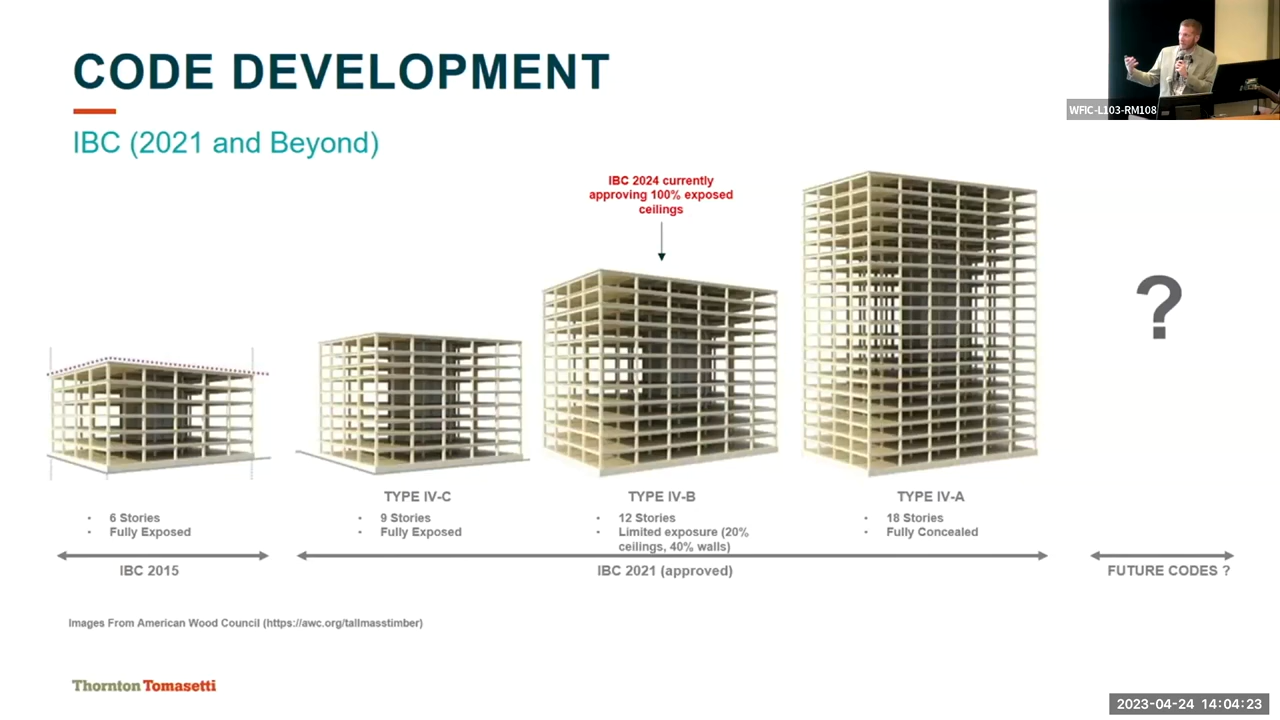 CODE DEVELOPMENT
IBC (2021 and Beyond)
WFIC-L103-RM108
IBC 2024 currently
approving 100% exposed
ceilings
?
• 6 Stories
• Fully Exposed
IBC 2015
TYPE IV-C
• 9 Stories
• Fully Exposed
TYPE IV-B
• 12 Stories
• Limited exposure (20%
ceilings, 40% walls)
TYPE IV-A
• 18 Stories
• Fully Concealed
IBC 2021 (approved)
FUTURE CODES ?
Images From American Wood Council (https://awc.org/tallmasstimber)
Thornton Tomasetti
2023-04-24 14:04:23